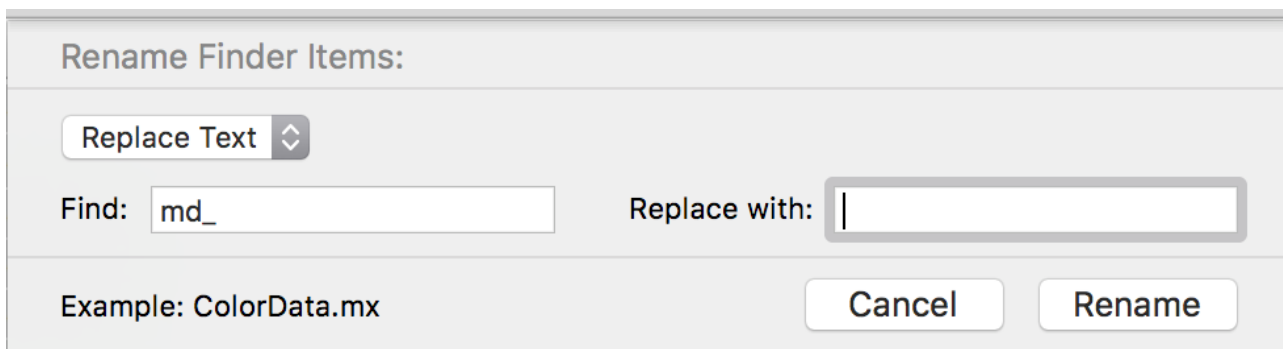 Rename Finder Items:
Replace Text
Find: md_ Replace with:
Example: ColorData.mx Cancel Rename